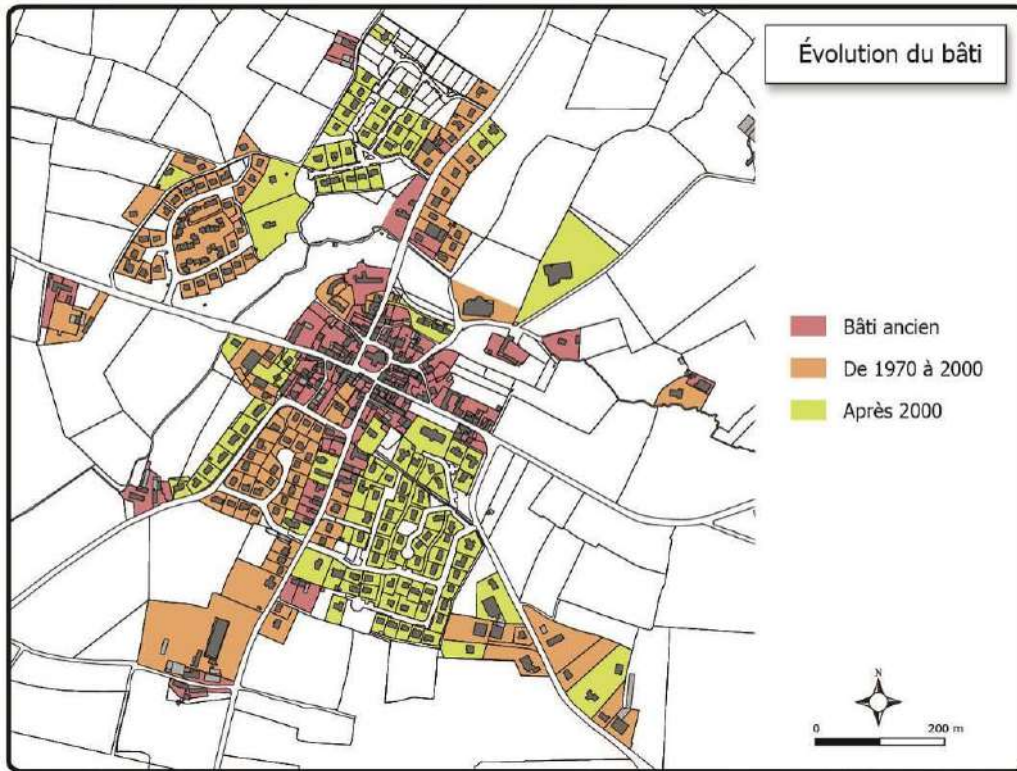 Évolution du bâti
Bâti ancien
De 1970 à 2000
Après 2000
N
0 200 m